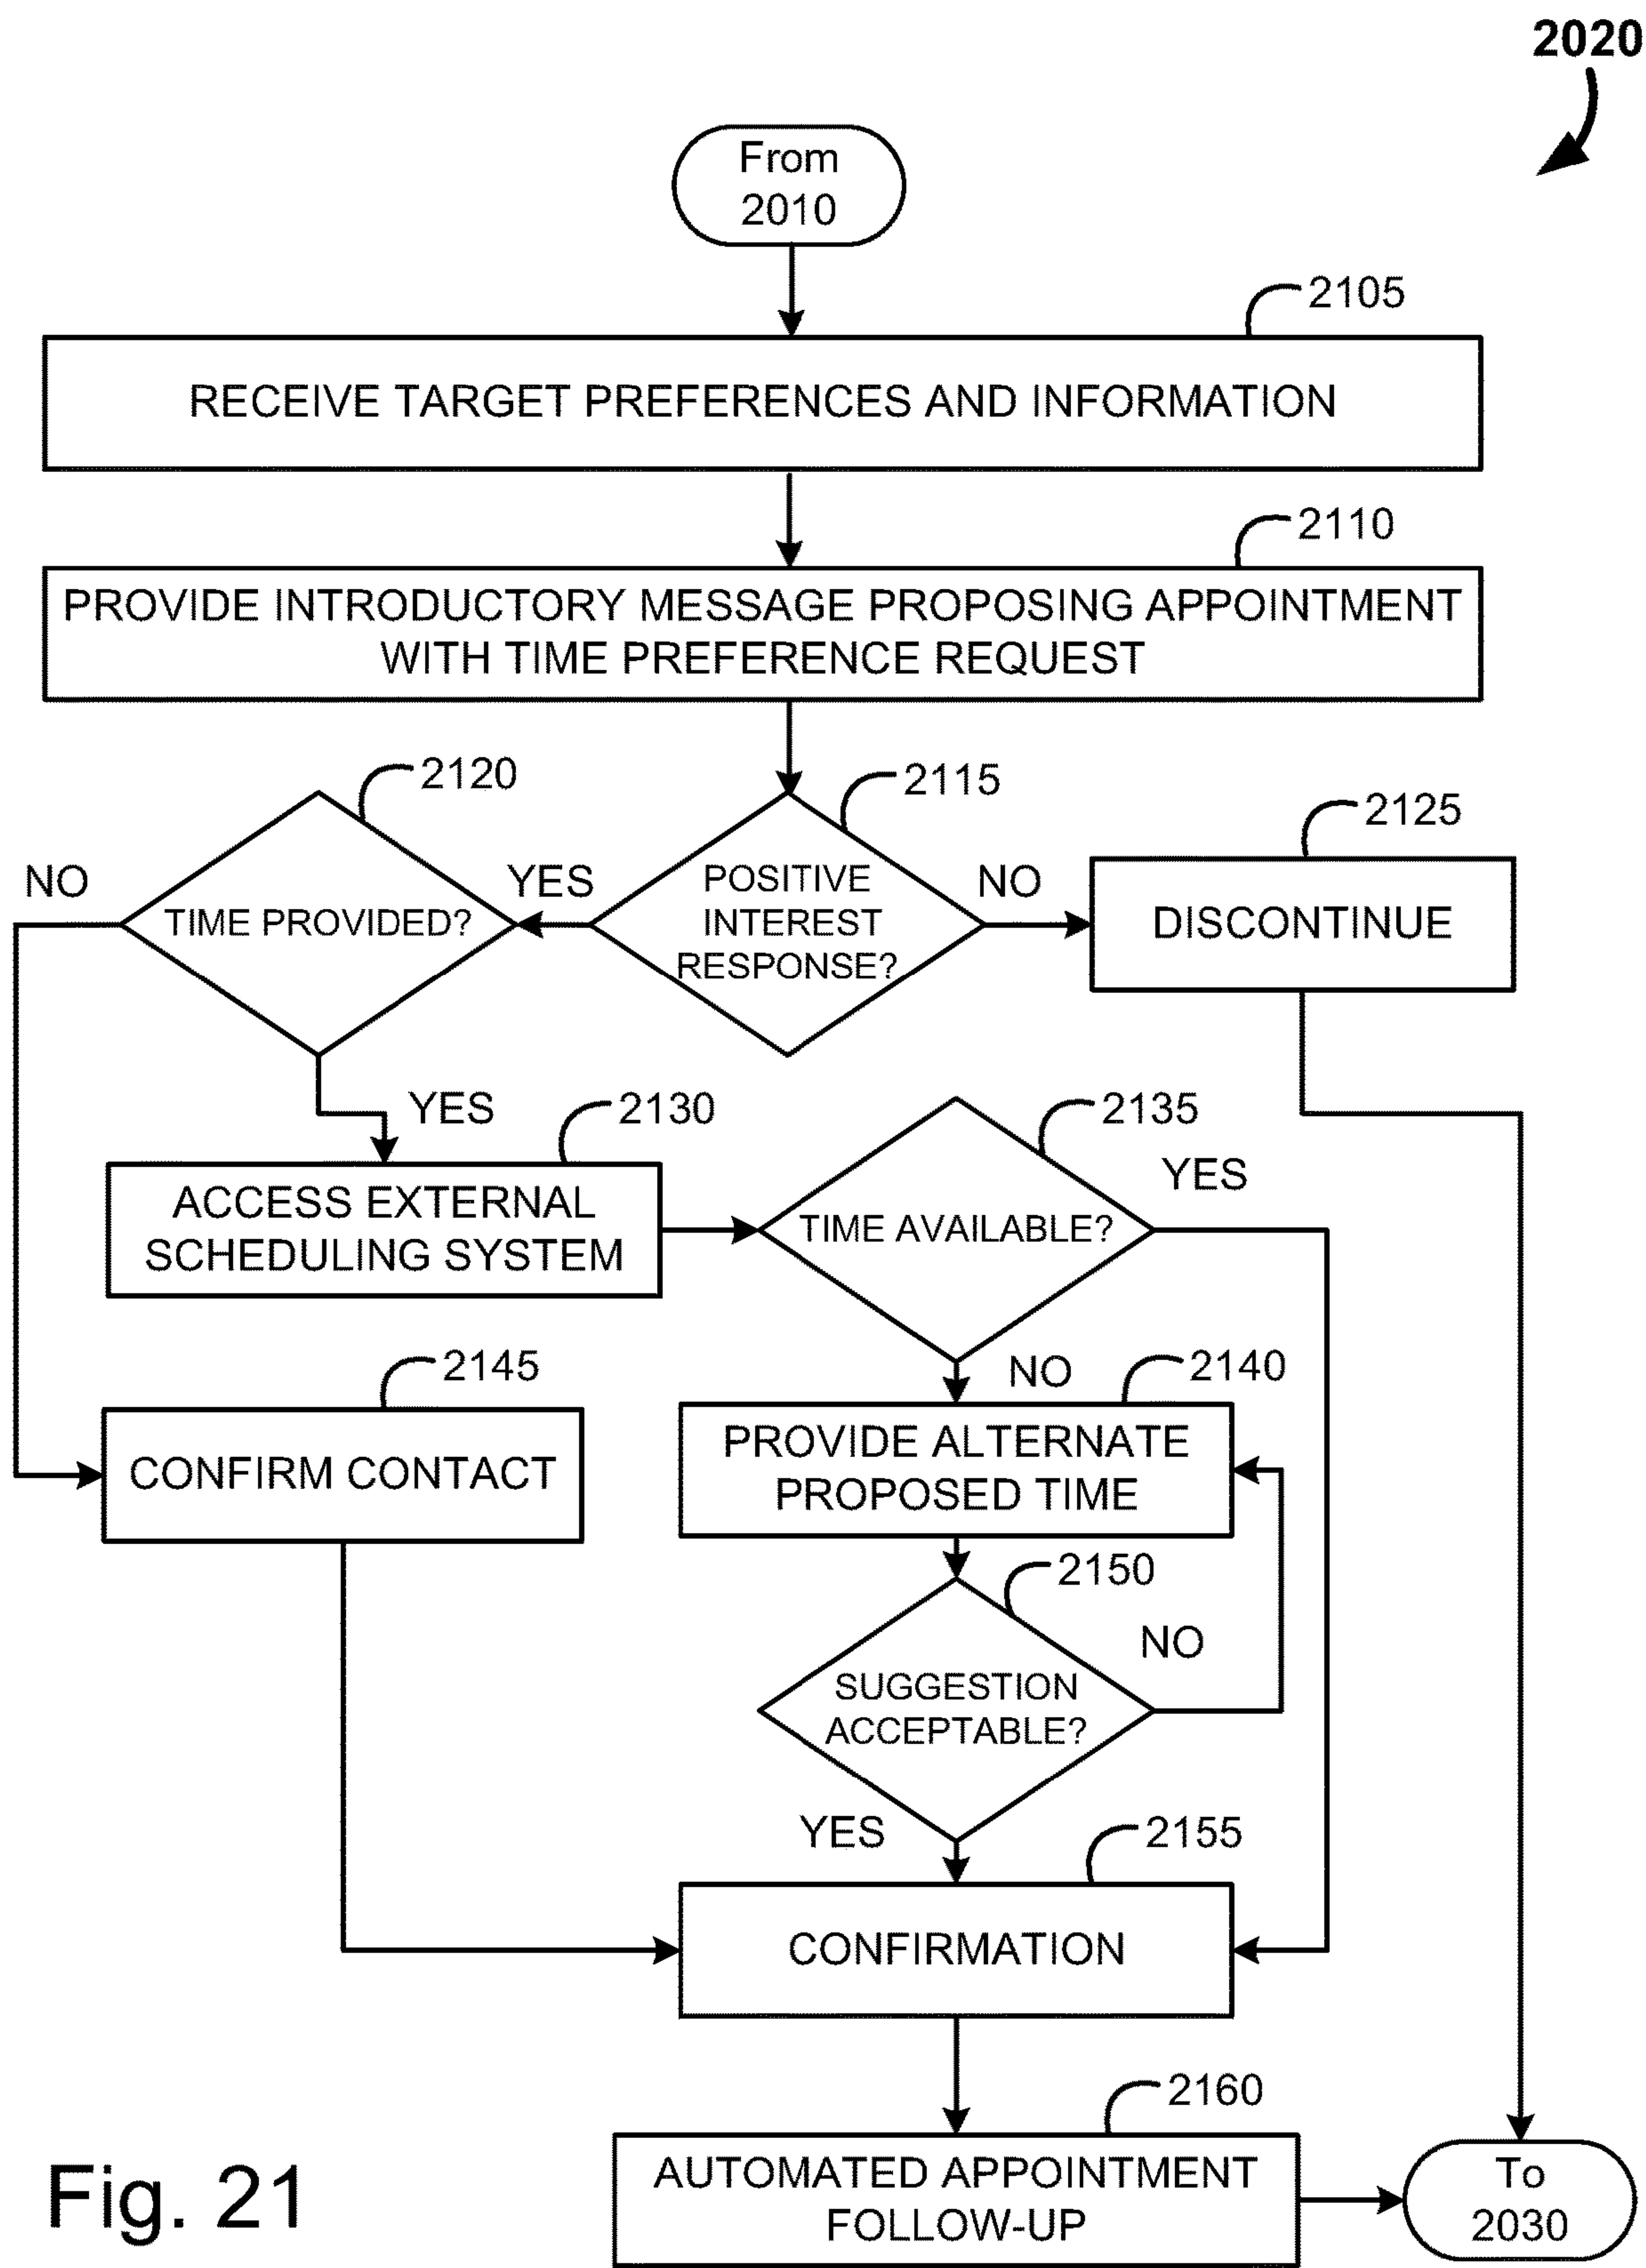 2020
From
2010
2105
RECEIVE TARGET PREFERENCES AND INFORMATION
2110
PROVIDE INTRODUCTORY MESSAGE PROPOSING APPOINTMENT
WITH TIME PREFERENCE REQUEST
2120
2115
2125
NO
TIME PROVIDED?
YES
POSITIVE
INTEREST
RESPONSE?
NO
DISCONTINUE
YES
2130
2135
YES
ACCESS EXTERNAL
SCHEDULING SYSTEM
TIME AVAILABLE?
2145
NO
2140
CONFIRM CONTACT
PROVIDE ALTERNATE
PROPOSED TIME
2150
NO
SUGGESTION
ACCEPTABLE?
YES
2155
CONFIRMATION
2160
AUTOMATED APPOINTMENT
FOLLOW-UP
To
2030
Fig. 21